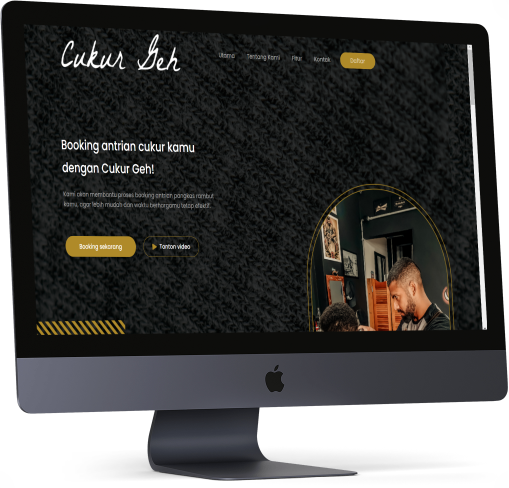 Cukur Geh
Utama Tentang Kami Fitur Kontak Daftar
Booking antrian cukur kamu
dengan Cukur Geh!
Kami akan membantu proses booking antrian pangkas rambut
kamu, agar lebih mudah dan waktu berhargamu tetap efektif.
Booking sekarang
Tonton video